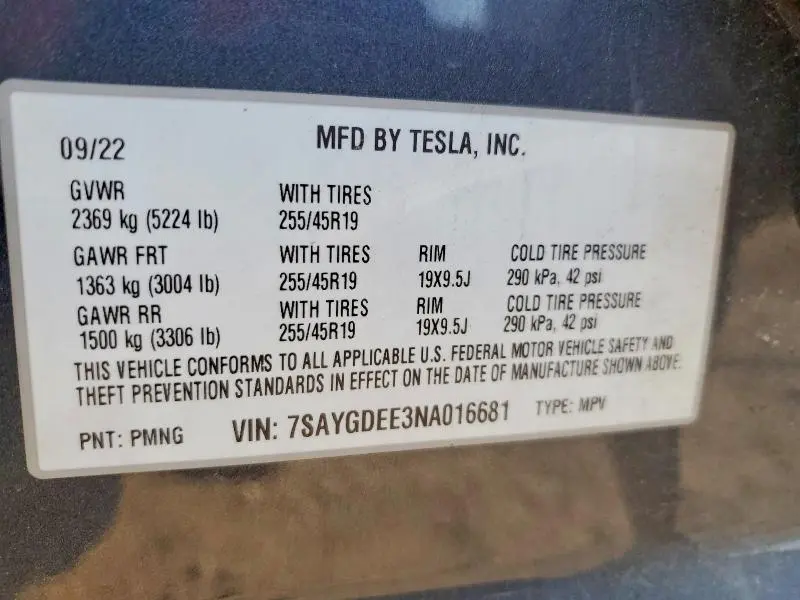 09/22 MFD BY TESLA, INC.
GVWR WITH TIRES
2369 kg (5224 lb) 255/45R19
GAWR FRT WITH TIRES RIM COLD TIRE PRESSURE
1363 kg (3004 lb) 255/45R19 19X9.5J 290 kPa, 42 psi
GAWR RR WITH TIRES RIM COLD TIRE PRESSURE
1500 kg (3306 lb) 255/45R19 19X9.5J 290 kPa, 42 psi
THIS VEHICLE CONFORMS TO ALL APPLICABLE U.S. FEDERAL MOTOR VEHICLE SAFETY AND
THEFT PREVENTION STANDARDS IN EFFECT ON THE DATE OF MANUFACTURE SHOWN ABOVE.
PNT: PMNG VIN: 7SAYGDEE3NA016681 TYPE: MPV